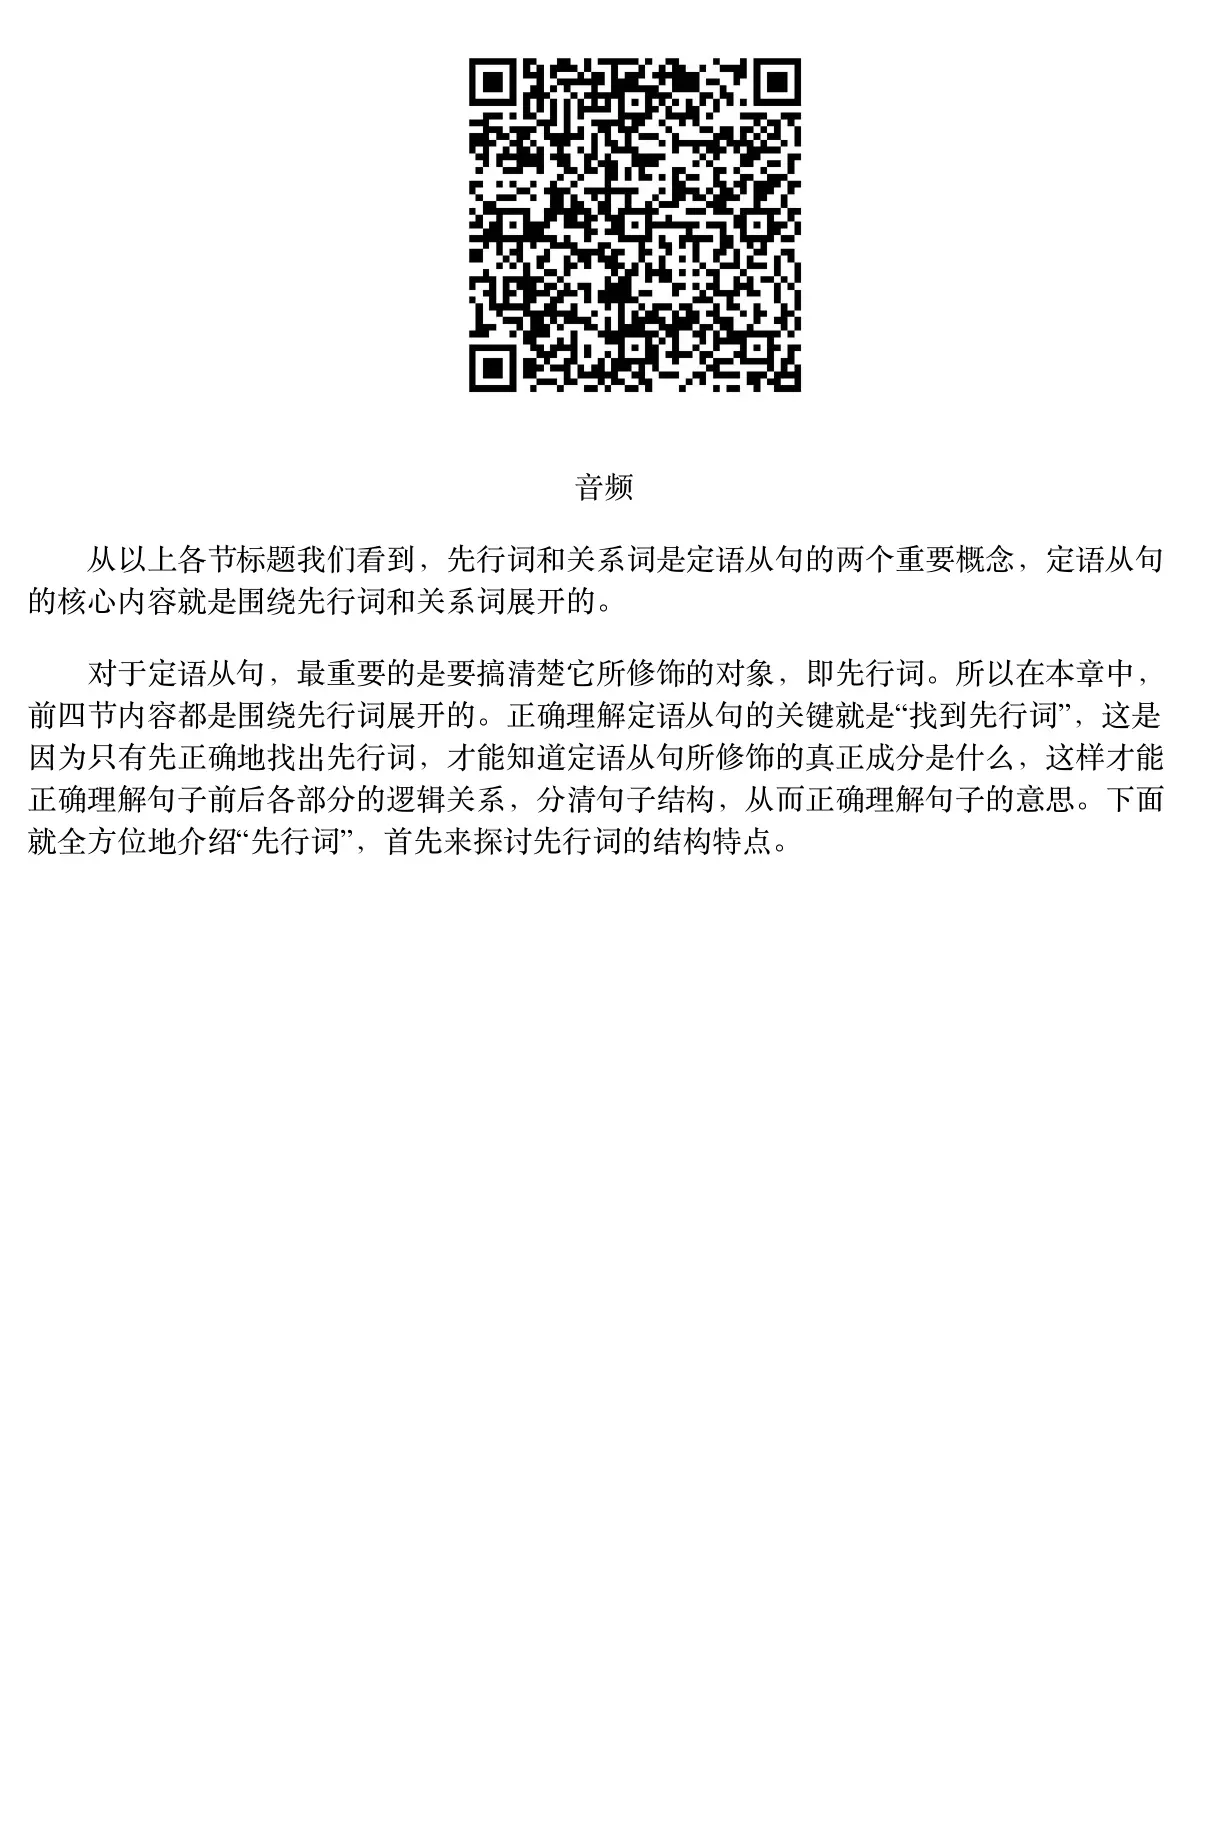 音频
从以上各节标题我们看到，先行词和关系词是定语从句的两个重要概念，定语从句
的核心内容就是围绕先行词和关系词展开的。
对于定语从句，最重要的是要搞清楚它所修饰的对象，即先行词。所以在本章中，
前四节内容都是围绕先行词展开的。正确理解定语从句的关键就是“找到先行词”，这是
因为只有先正确地找出先行词，才能知道定语从句所修饰的真正成分是什么，这样才能
正确理解句子前后各部分的逻辑关系，分清句子结构，从而正确理解句子的意思。下面
就全方位地介绍“先行词”，首先来探讨先行词的结构特点。